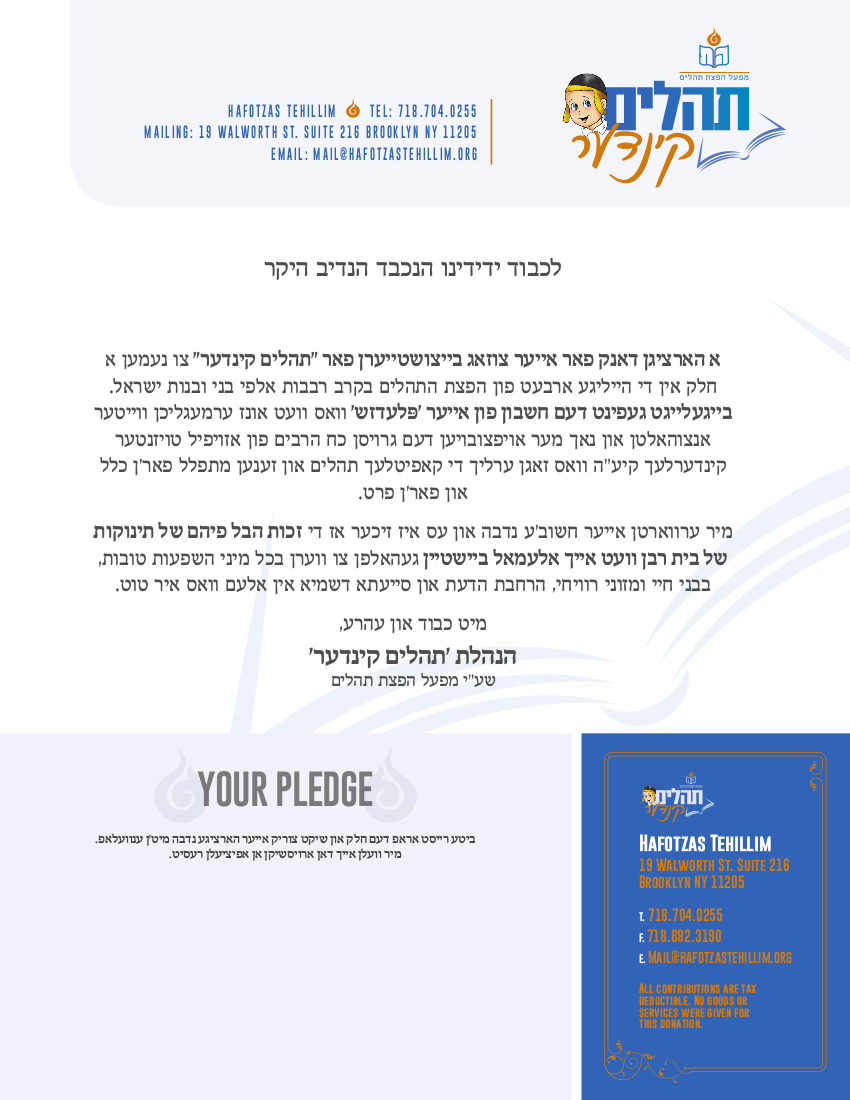 מפעל הפצת תהלים
תהלים
קינדער
HAFOTZAS TEHILLIM TEL: 718.704.0255
MAILING: 19 WALWORTH ST. SUITE 216 BROOKLYN NY 11205
EMAIL: MAIL@HAFOTZASTEHILLIM.ORG
לכבוד ידידינו הנכבד הנדיב היקר
א הארציגן דאנק פאר אייער צוזאג בייצושטייערן פאר "תהלים קינדער" צו נעמען א
חלק אין די הייליגע ארבעט פון הפצת התהלים בקרב רבבות אלפי בני ובנות ישראל.
בייגעלייגט געפינט דעם חשבון פון אייער 'פלעדזש' וואס וועט אונז ערמעגליכן ווייטער
אנצוהאלטן און נאך מער אויפצובויען דעם גרויסן כח הרבים פון אזויפיל טויזנטער
קינדערלעך קיע"ה וואס זאגן ערליך די קאפיטלעך תהלים און זענען מתפלל פאר'ן כלל
און פאר'ן פרט.
מיר ערווארטן אייער חשוב'ע נדבה און עס איז זיכער אז די זכות הבל פיהם של תינוקות
של בית רבן וועט אייך אלעמאל ביישטיין געהאלפן צו ווערן בכל מיני השפעות טובות,
בבני חיי ומזוני רוויחי, הרחבת הדעת און סייעתא דשמיא אין אלעם וואס איר טוט.
מיט כבוד און עהרע,
הנהלת 'תהלים קינדער'
שע"י מפעל הפצת תהלים
YOUR PLEDGE
ביטע רייסט אראפ דעם חלק און שיקט צוריק אייער הארציגע נדבה מיט'ן ענוועלאפ.
מיר וועלן אייך דאן ארויסשיקן אן אפיציעלן רעסיט.
תהלים
קינדער
HAFOTZAS TEHILLIM
19 WALWORTH ST. SUITE 216
BROOKLYN NY 11205
T. 718.704.0255
F. 718.682.3190
E. MAIL@HAFOTZASTEHILLIM.ORG
ALL CONTRIBUTIONS ARE TAX
DEDUCTIBLE. NO GOODS OR
SERVICES WERE GIVEN FOR
THIS DONATION.